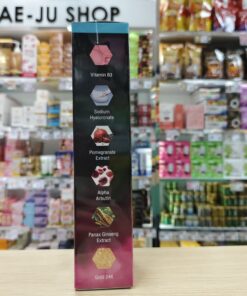 AE-JU SHOP
Vitamin B3
Sodium
Hyaluronate
Pomegranate
Extract
Alpha
Arbutin
Panax Ginseng
Extract
Gold 24K